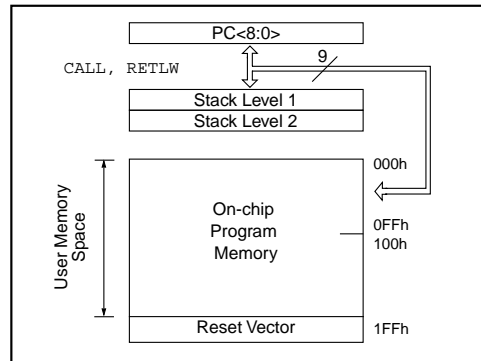 PC<8:0>
9
CALL, RETLW
Stack Level 1
Stack Level 2
User Memory
Space
000h
On-chip
Program
Memory
0FFh
100h
Reset Vector
1FFh